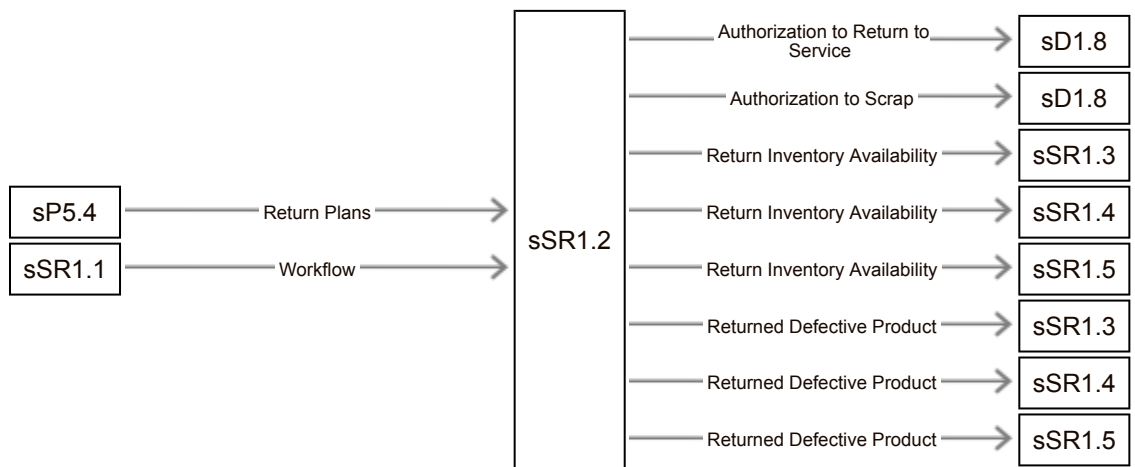 sP5.4
Return Plans
sSR1.1
Workflow
sSR1.2
Authorization to Return to
Service
sD1.8
Authorization to Scrap
sD1.8
Return Inventory Availability
sSR1.3
Return Inventory Availability
sSR1.4
Return Inventory Availability
sSR1.5
Returned Defective Product
sSR1.3
Returned Defective Product
sSR1.4
Returned Defective Product
sSR1.5